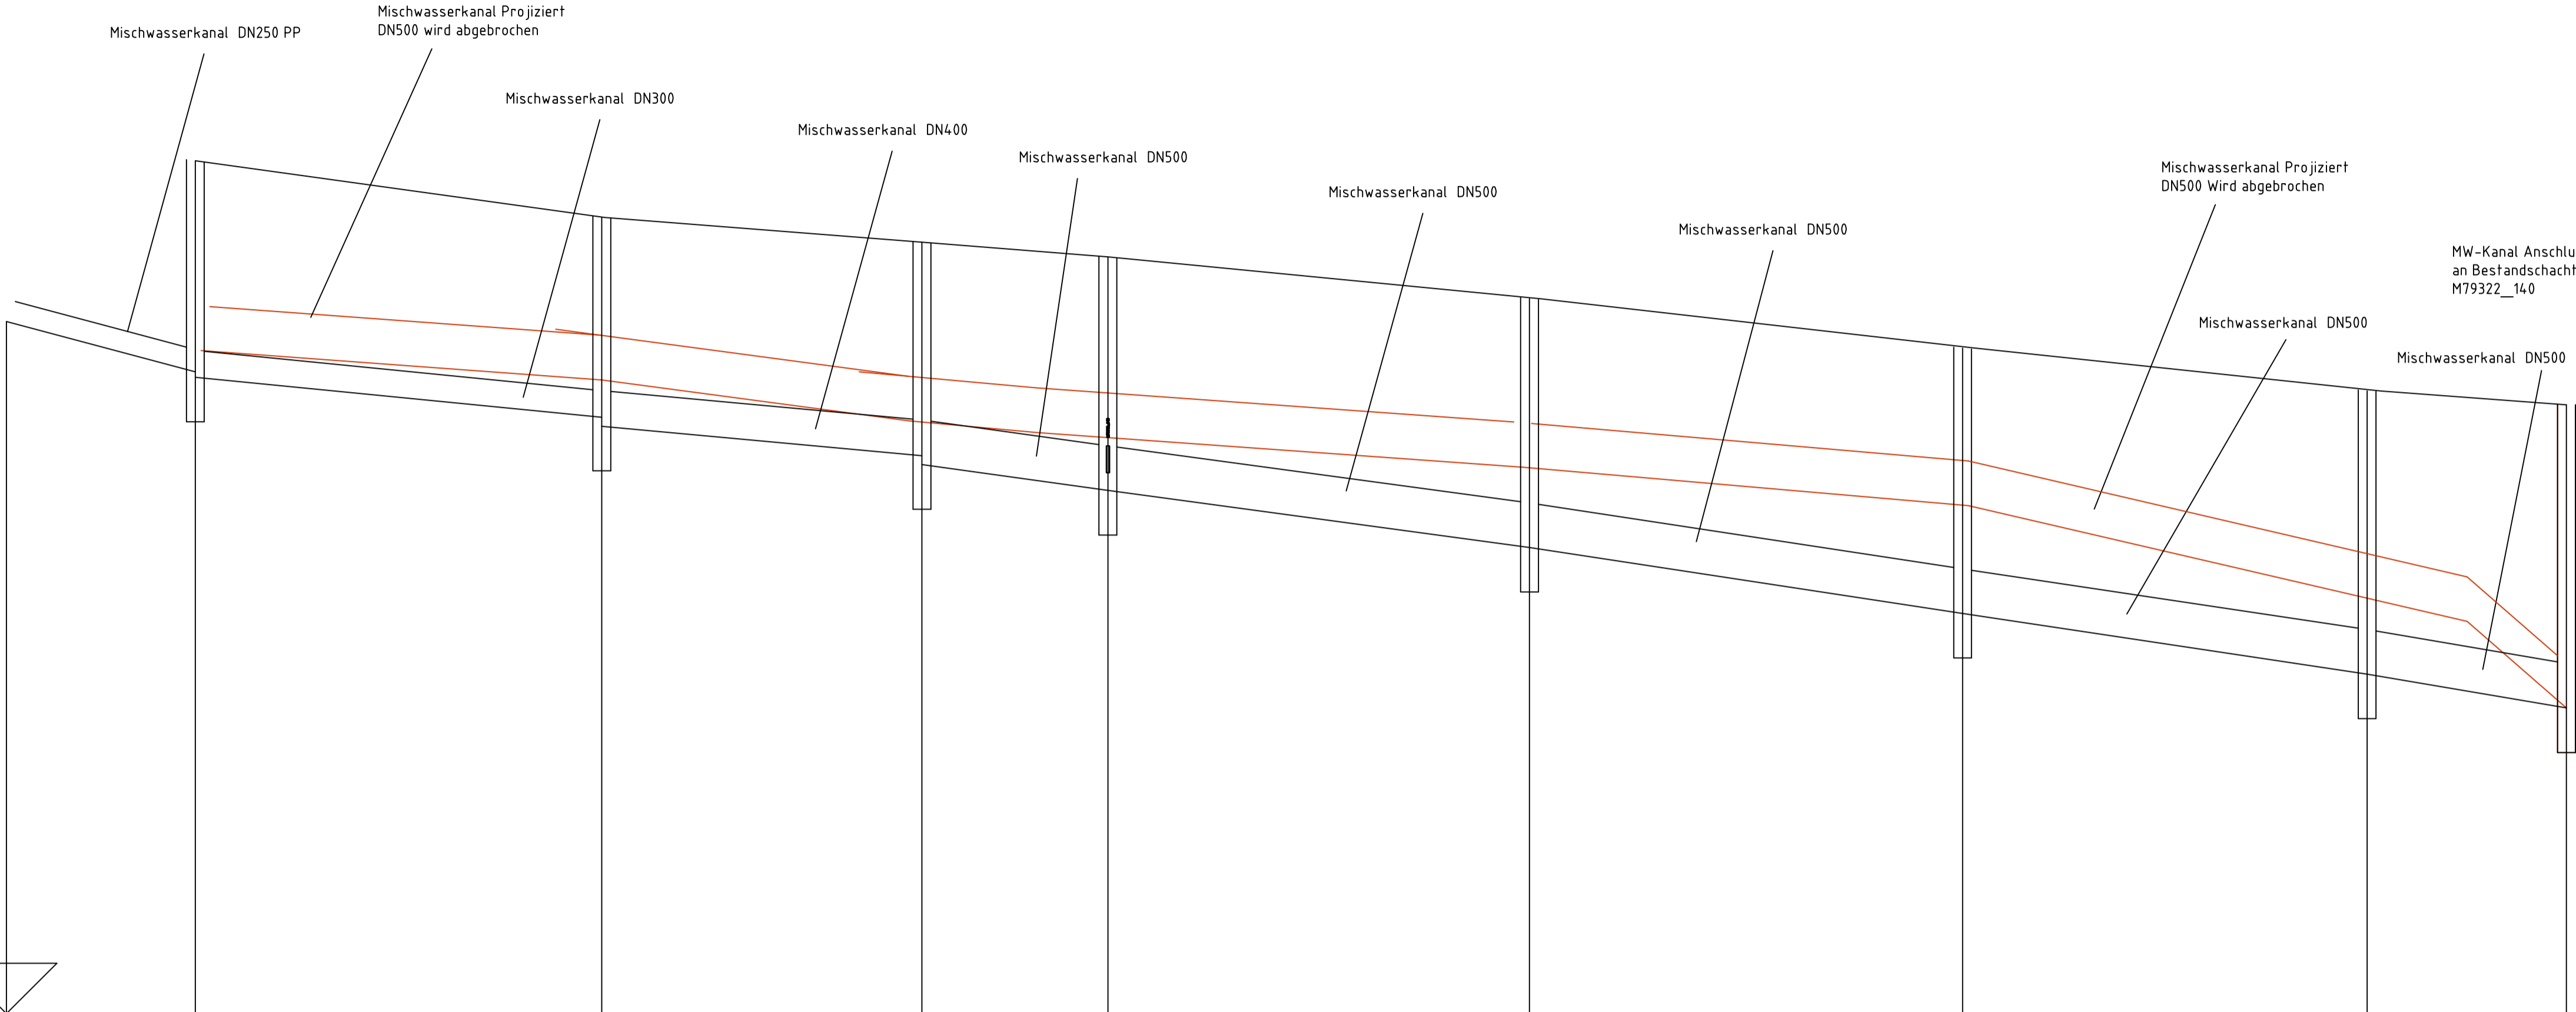 Mischwasserkanal DN250 PP
Mischwasserkanal Projiziert
DN500 wird abgebrochen
Mischwasserkanal DN300
Mischwasserkanal DN400
Mischwasserkanal DN500
Mischwasserkanal DN500
Mischwasserkanal DN500
Mischwasserkanal Projiziert
DN500 Wird abgebrochen
Mischwasserkanal DN500
MW-Kanal Anschlu
an Bestandschacht
M79322_140
Mischwasserkanal DN500